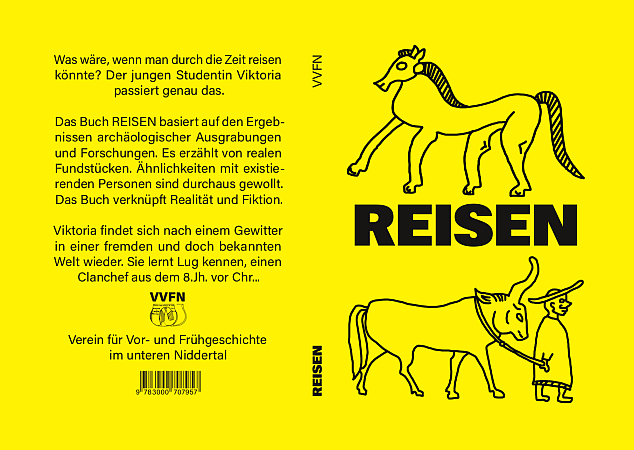 Was wäre, wenn man durch die Zeit reisen
könnte? Der jungen Studentin Viktoria
passiert genau das.
Das Buch REISEN basiert auf den Ergeb-
nissen archäologischer Ausgrabungen
und Forschungen. Es erzählt von realen
Fundstücken. Ähnlichkeiten mit existie-
renden Personen sind durchaus gewollt.
Das Buch verknüpft Realität und Fiktion.
Viktoria findet sich nach einem Gewitter
in einer fremden und doch bekannten
Welt wieder. Sie lernt Lug kennen, einen
Clanchef aus dem 8.Jh. vor Chr...
VVFN
Verein für Vor- und Frühgeschichte
im unteren Niddertal
9 783000 707957
VVFN
REISEN
REISEN